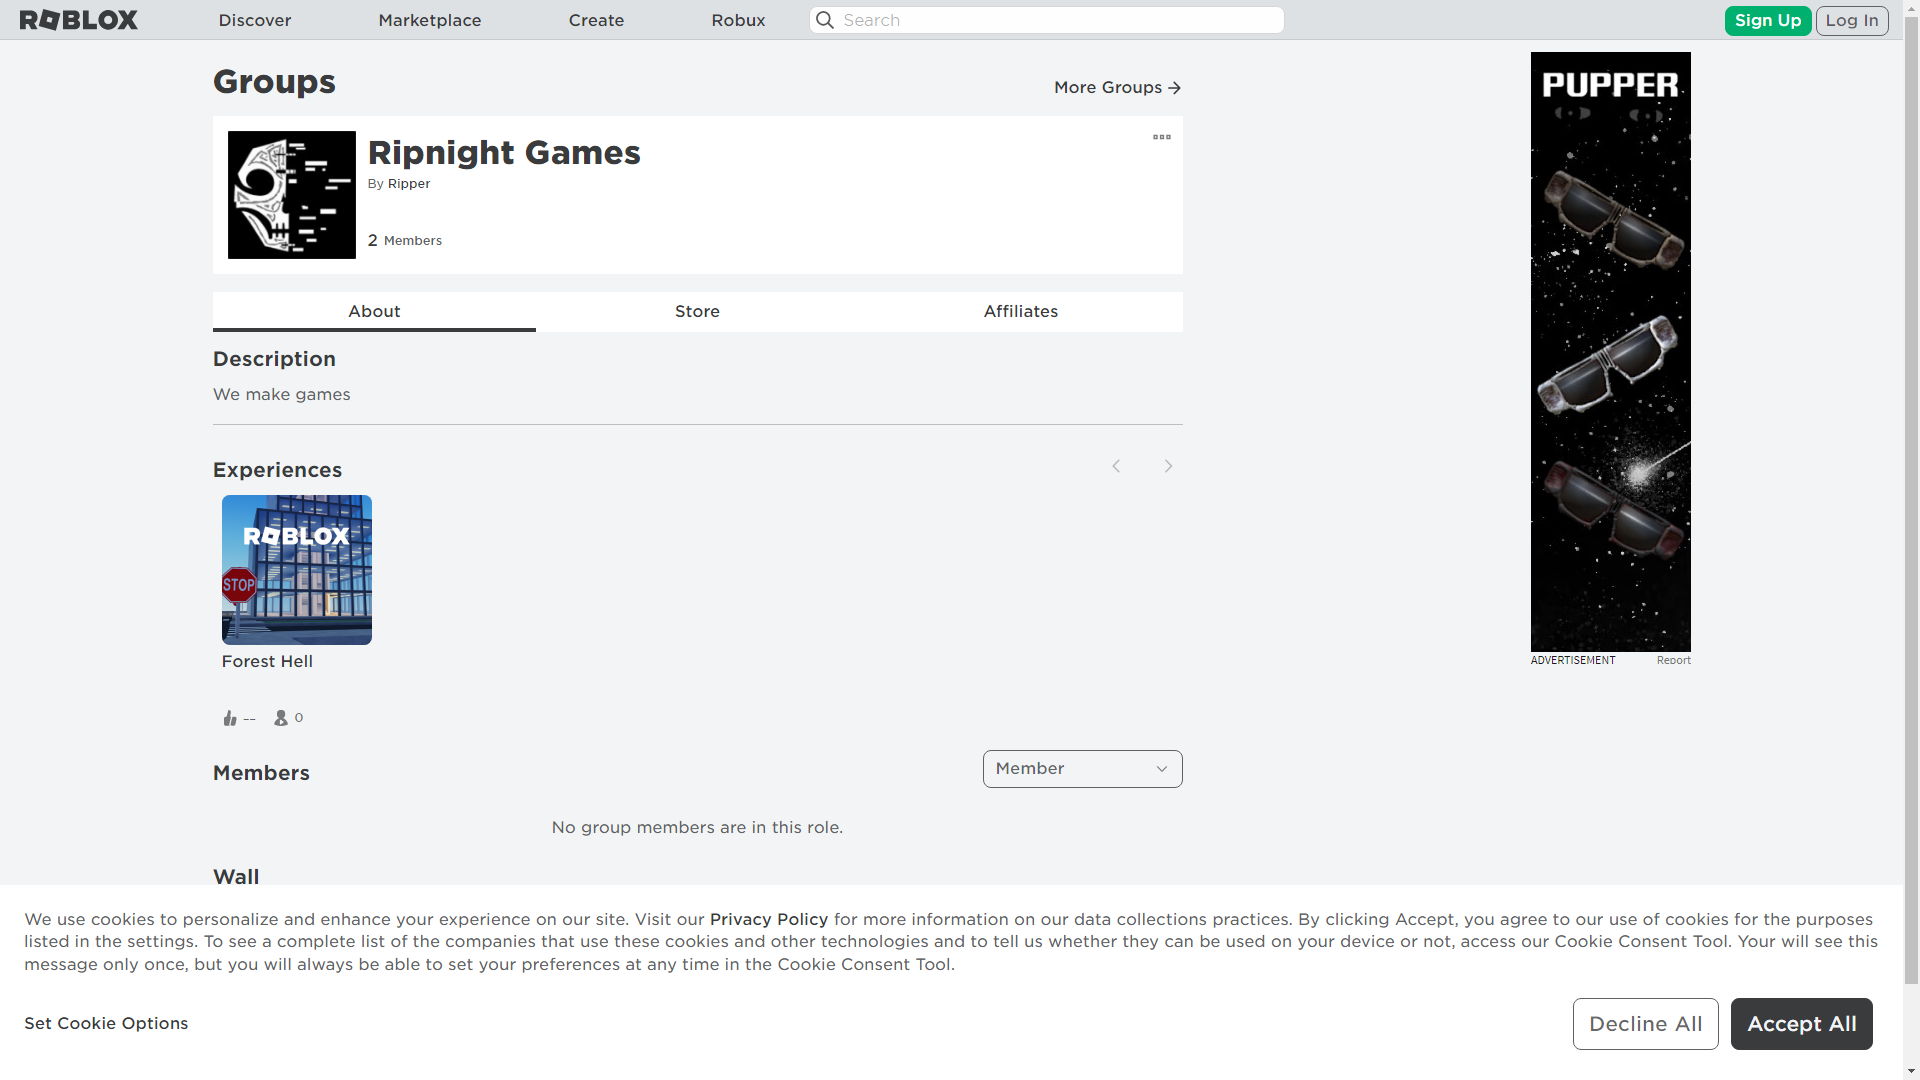 ROBLOX
Discover
Marketplace
Create
Robux
Search
Sign Up
Log In
Groups
More Groups
Ripnight Games
By Ripper
2 Members
About
Store
Affiliates
Description
We make games
Experiences
ROBLOX
STOP
Forest Hell
--
0
Members
Member
No group members are in this role.
Wall
PUPPER
ADVERTISEMENT
Report
We use cookies to personalize and enhance your experience on our site. Visit our Privacy Policy for more information on our data collections practices. By clicking Accept, you agree to our use of cookies for the purposes
listed in the settings. To see a complete list of the companies that use these cookies and other technologies and to tell us whether they can be used on your device or not, access our Cookie Consent Tool. Your will see this
message only once, but you will always be able to set your preferences at any time in the Cookie Consent Tool.
Set Cookie Options
Decline All
Accept All